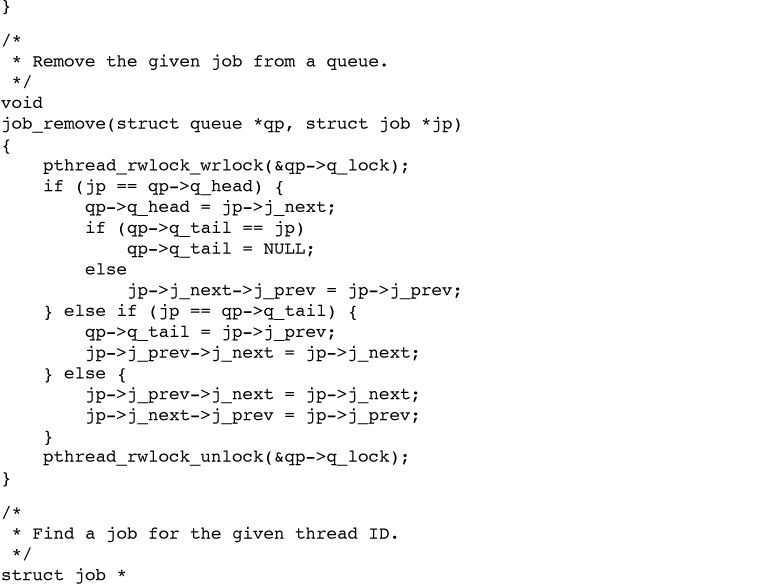 }
/*
 * Remove the given job from a queue.
 */
void
job_remove(struct queue *qp, struct job *jp)
{
    pthread_rwlock_wrlock(&qp->q_lock);
    if (jp == qp->q_head) {
        qp->q_head = jp->j_next;
        if (qp->q_tail == jp)
            qp->q_tail = NULL;
        else
            jp->j_next->j_prev = jp->j_prev;
    } else if (jp == qp->q_tail) {
        qp->q_tail = jp->j_prev;
        jp->j_prev->j_next = jp->j_next;
    } else {
        jp->j_prev->j_next = jp->j_next;
        jp->j_next->j_prev = jp->j_prev;
    }
    pthread_rwlock_unlock(&qp->q_lock);
}
/*
 * Find a job for the given thread ID.
 */
struct job *